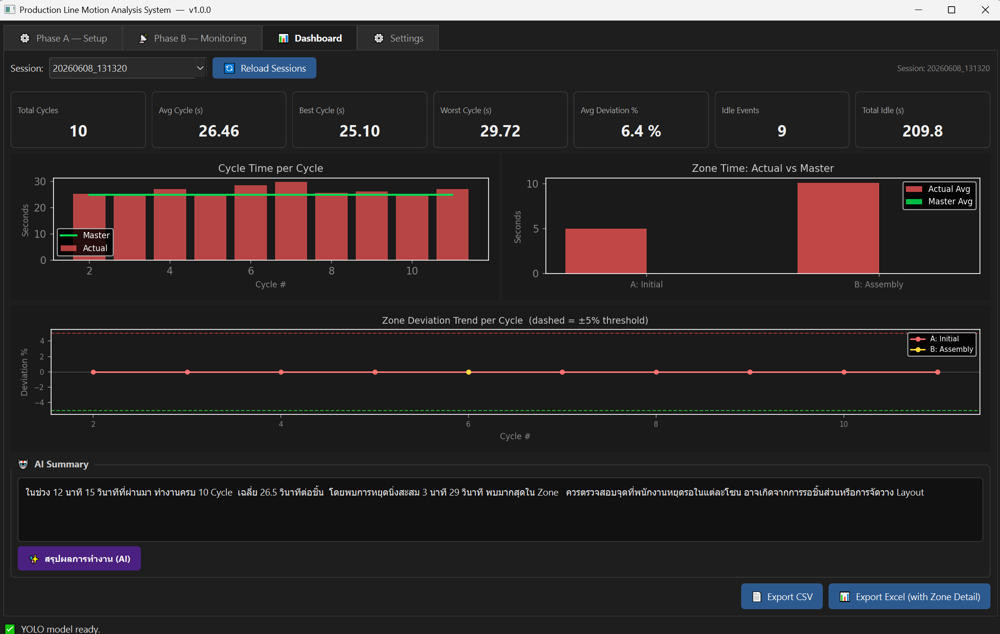 Production Line Motion Analysis System — v1.0.0
Phase A — Setup
Phase B — Monitoring
Dashboard
Settings
Session:
20260608_131320
Reload Sessions
Session: 20260608_131320
Total Cycles
10
Avg Cycle (s)
26.46
Best Cycle (s)
25.10
Worst Cycle (s)
29.72
Avg Deviation %
6.4 %
Idle Events
9
Total Idle (s)
209.8
Cycle Time per Cycle
30
20
10
0
Seconds
Master
Actual
2 4 6 8 10
Cycle #
Zone Time: Actual vs Master
10
5
0
Seconds
Actual Avg
Master Avg
A: Initial
B: Assembly
Zone Deviation Trend per Cycle (dashed = ±5% threshold)
4
2
0
−2
−4
Deviation %
A: Initial
B: Assembly
2 4 6 8 10
Cycle #
AI Summary
ในช่วง 12 นาที 15 วินาทีที่ผ่านมา ทำงานครบ 10 Cycle เฉลี่ย 26.5 วินาทีต่อชิ้น โดยพบการหยุดนิ่งสะสม 3 นาที 29 วินาที พบมากสุดใน Zone ควรตรวจสอบจุดที่พนักงานหยุดรอในแต่ละโซน อาจเกิดจากการรอชิ้นส่วนหรือการจัดวาง Layout
สรุปผลการทำงาน (AI)
Export CSV
Export Excel (with Zone Detail)
YOLO model ready.